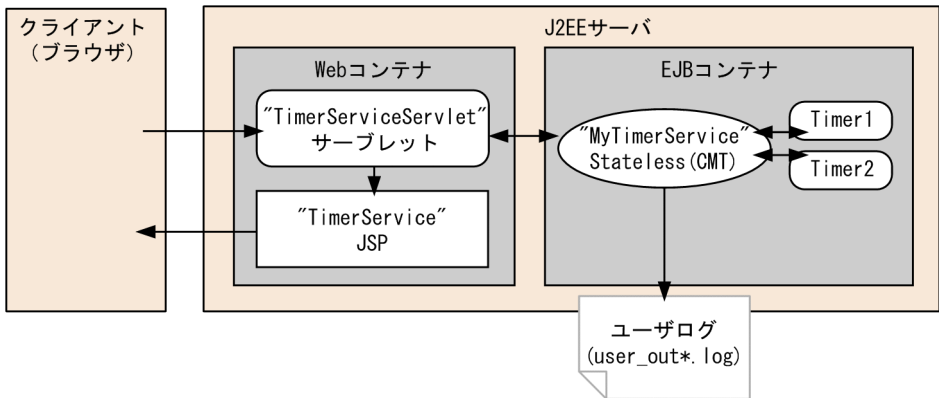 クライアント
(ブラウザ)
J2EEサーバ
Webコンテナ
"TimerServiceServlet"
サーブレット
"TimerService"
JSP
EJBコンテナ
"MyTimerService"
Stateless(CMT)
Timer1
Timer2
ユーザログ
(user_out*.log)